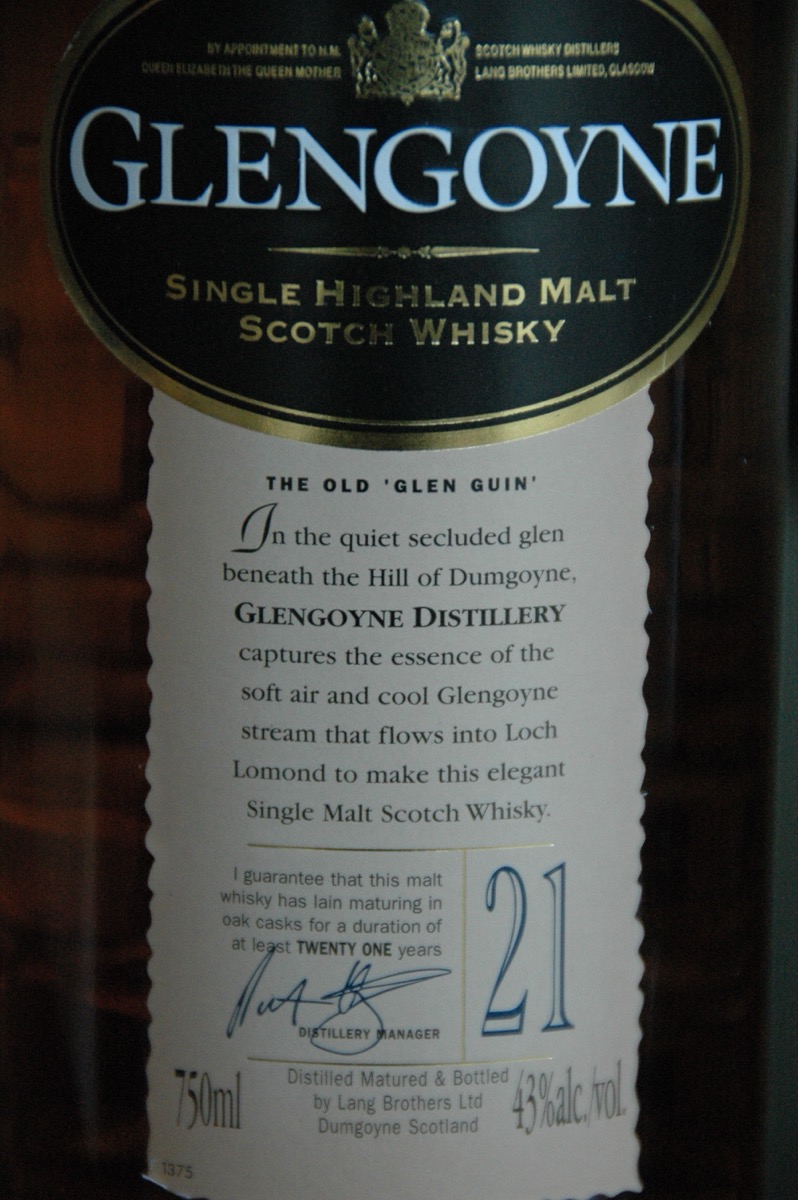 BY APPOINTMENT TO H.M.
QUEEN ELIZABETH THE QUEEN MOTHER
SCOTCH WHISKY DISTILLERS
LANG BROTHERS LIMITED, GLASGOW
GLENGOYNE
SINGLE HIGHLAND MALT
SCOTCH WHISKY
THE OLD 'GLEN GUIN'
In the quiet secluded glen
beneath the Hill of Dumgoyne,
GLENGOYNE DISTILLERY
captures the essence of the
soft air and cool Glengoyne
stream that flows into Loch
Lomond to make this elegant
Single Malt Scotch Whisky.
I guarantee that this malt
whisky has lain maturing in
oak casks for a duration of
at least TWENTY ONE years
DISTILLERY MANAGER
21
750ml
Distilled Matured & Bottled
by Lang Brothers Ltd
Dumgoyne Scotland
43%alc./vol.
1375